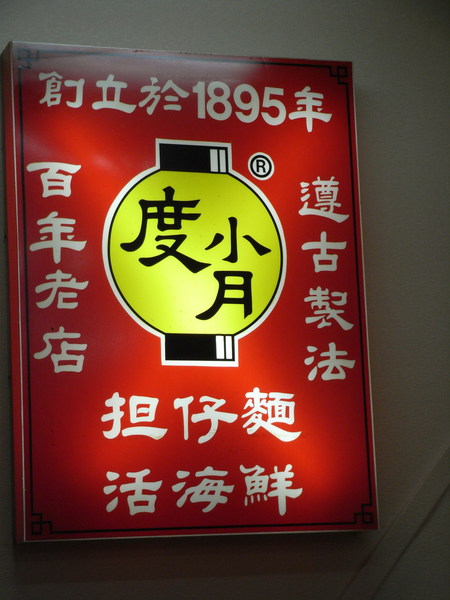 創立於1895年
®
度小月
百年老店
遵古製法
担仔麵
活海鮮